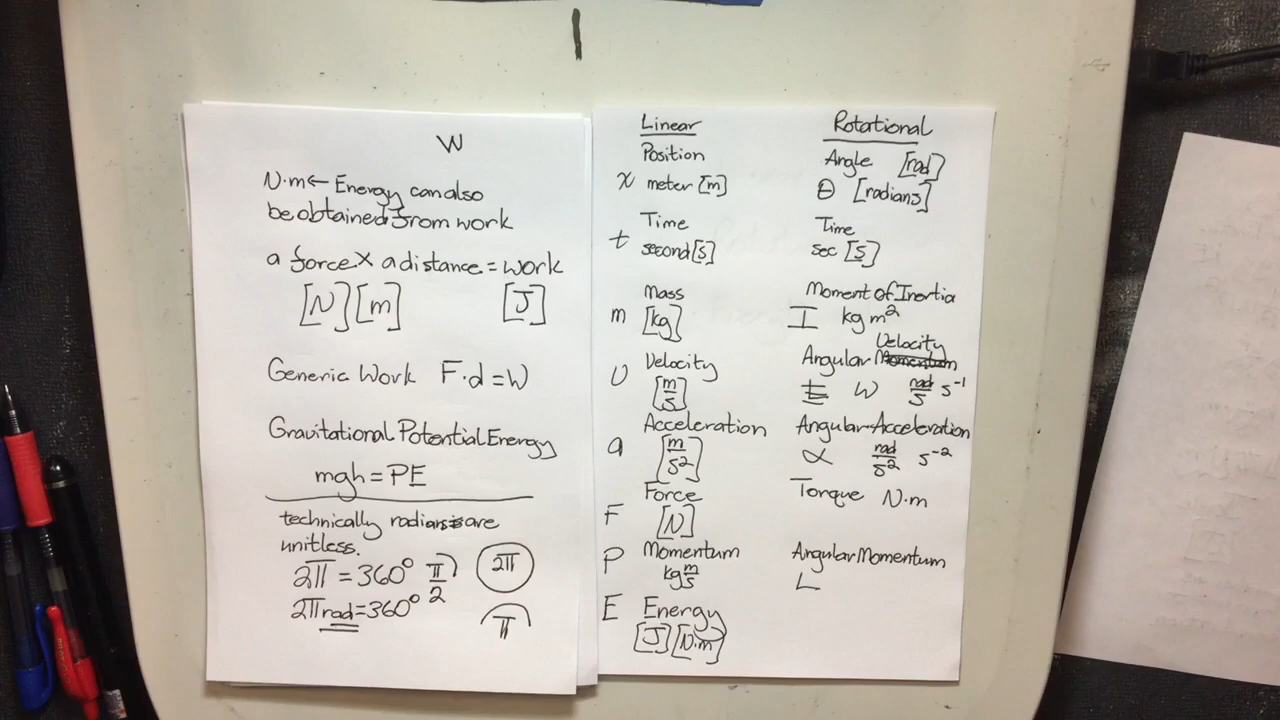 W
N·m ← Energy can also
be obtained from work
a force × a distance = work
[N] [m] [J]
Generic Work F·d = W
Gravitational Potential Energy
mgh = PE
technically radians are
unitless.
2π = 360° π/2 2π
2π rad = 360° π
Linear
Position
x meter [m]
Time
t second [s]
Mass
m [kg]
Velocity
v [m/s]
Acceleration
a [m/s²]
Force
F [N]
P Momentum
kg m/s
E Energy
[J] [N·m]
Rotational
Angle [rad]
θ [radians]
Time
sec [s]
Moment of Inertia
I kg m²
Velocity
Angular Momentum
t ω rad/s s⁻¹
Angular Acceleration
α rad/s² s⁻²
Torque N·m
Angular Momentum
L